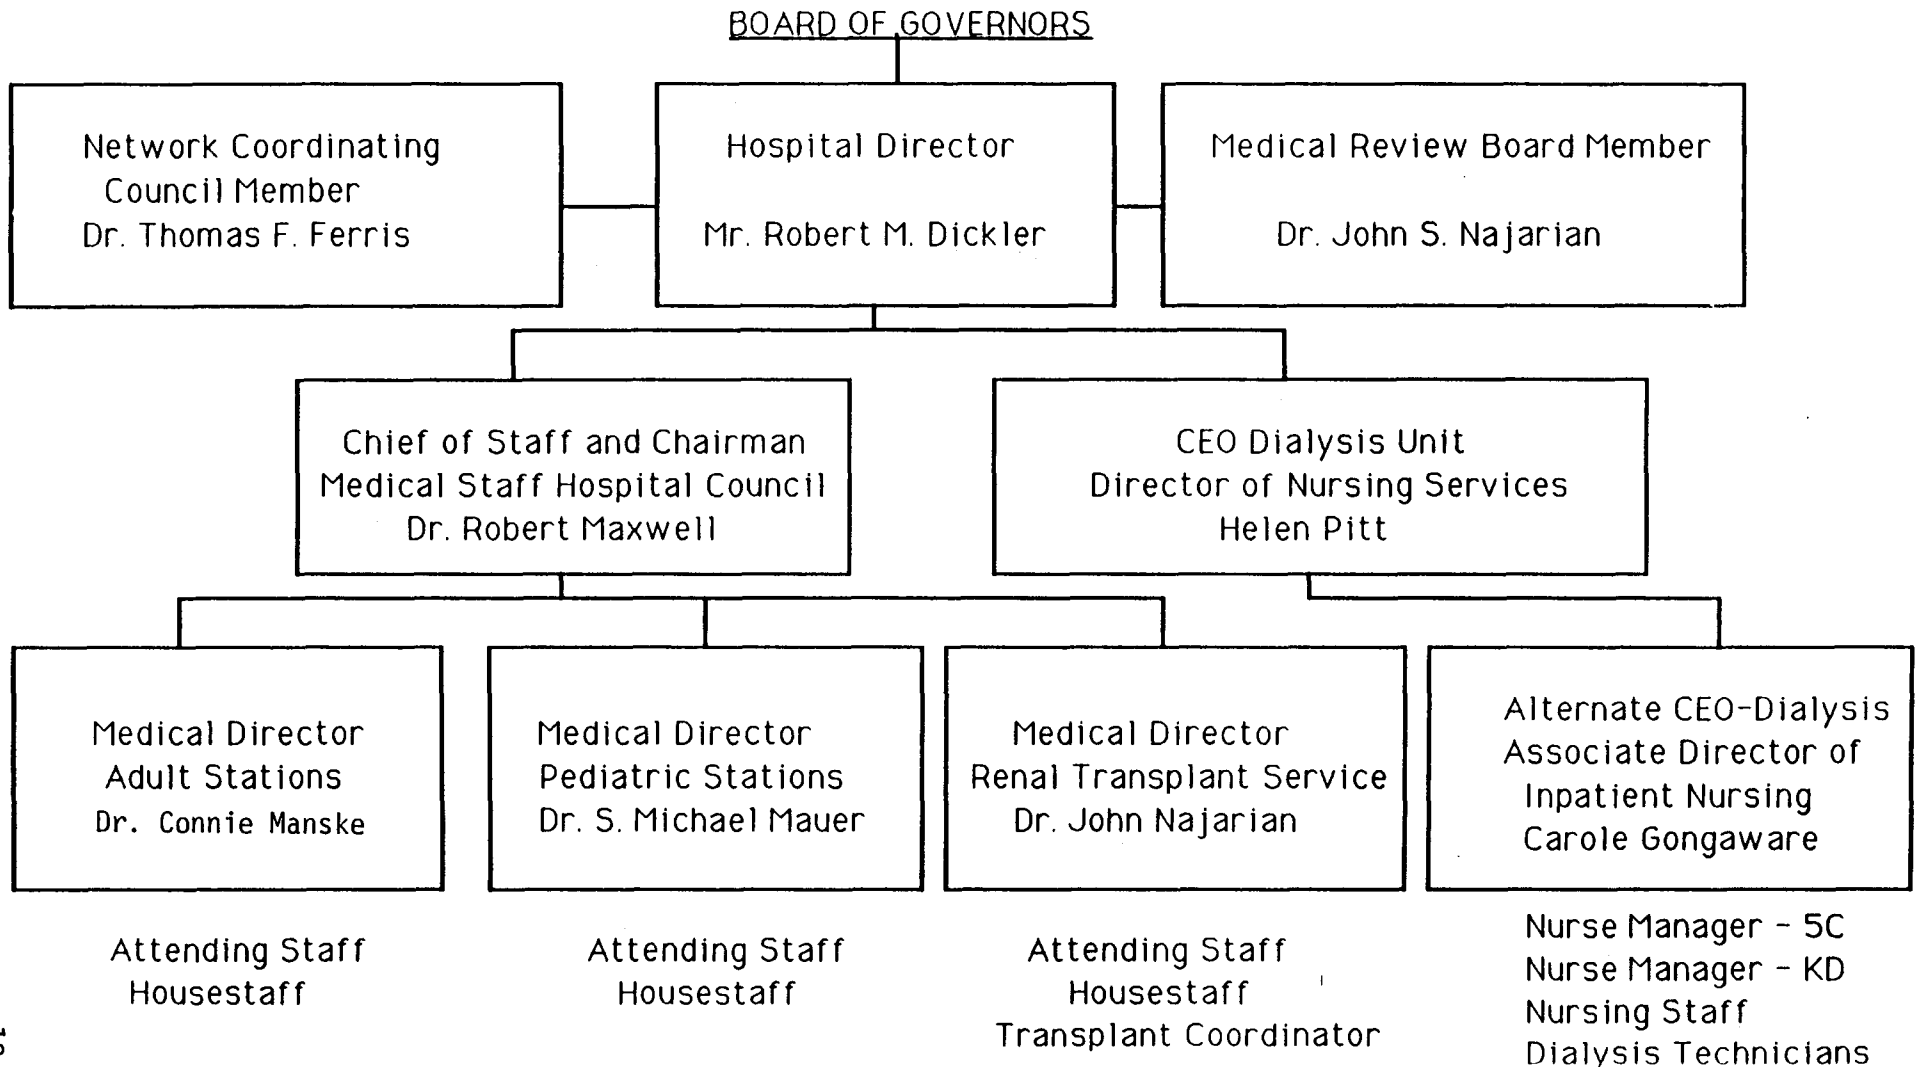 BOARD OF GOVERNORS
Network Coordinating
Council Member
Dr. Thomas F. Ferris
Hospital Director
Mr. Robert M. Dickler
Medical Review Board Member
Dr. John S. Najarian
Chief of Staff and Chairman
Medical Staff Hospital Council
Dr. Robert Maxwell
CEO Dialysis Unit
Director of Nursing Services
Helen Pitt
Medical Director
Adult Stations
Dr. Connie Manske
Medical Director
Pediatric Stations
Dr. S. Michael Mauer
Medical Director
Renal Transplant Service
Dr. John Najarian
Alternate CEO-Dialysis
Associate Director of
Inpatient Nursing
Carole Gongaware
Attending Staff
Housestaff
Attending Staff
Housestaff
Attending Staff
Housestaff
Transplant Coordinator
Nurse Manager - 5C
Nurse Manager - KD
Nursing Staff
Dialysis Technicians